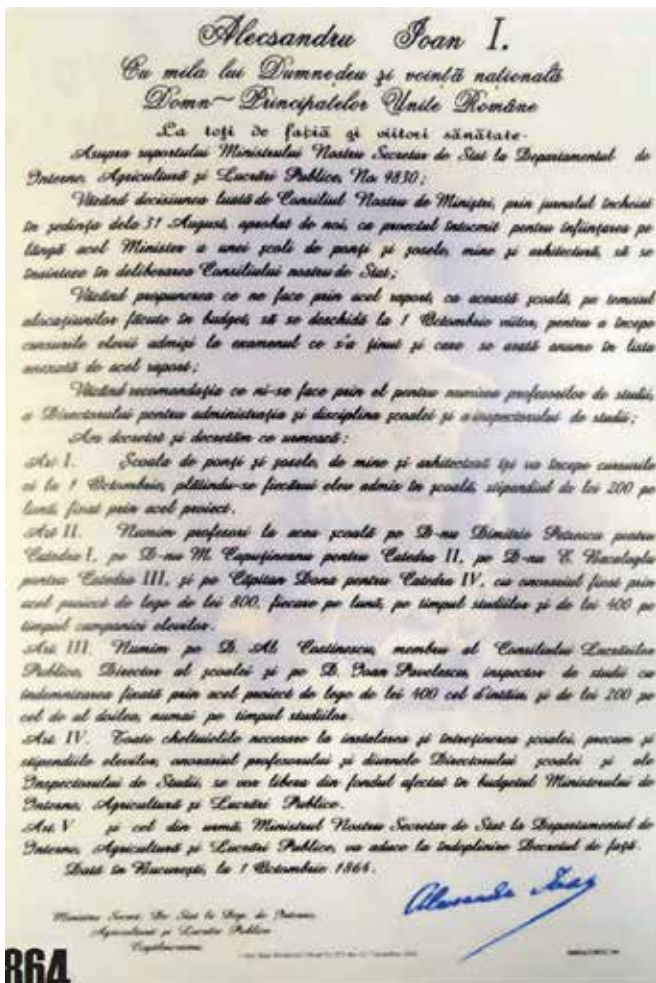 Alecsandru Ioan I.
Cu mila lui Dumnedeu și voință națională
Domn~ Principatelor Unite Române
La toți de față și viitori sănătate-
Asupra raportului Ministrului Nostru Secretar de Stat la Departamentul de
Interne, Agricultură și Lucrări Publice, No. 9830;
Văzând decisiunea luată de Consiliul Nostru de Miniștri, prin jurnalul încheiat
în ședința dela 31 August, aprobat de noi, ca proectul întocmit pentru înființarea pe
lângă acel Minister a unei școli de ponți și șosele, mine și arhitectură, să se
înainteze în deliberarea Consiliului nostru de Stat;
Văzând propunerea ce ne face prin acel raport, ca această școală, pe temeiul
alocațiunilor făcute în budget, să se deschidă la 1 Octombrie viitor, pentru a începe
cursurile elevii admiși la examenul ce s'a ținut și care se arată anume în lista
anexată de acel raport;
Văzând recomandația ce ni-se face prin el pentru numirea profesorilor de studii,
a Directorului pentru administrația și disciplina școalei și a inspectorului de studii;
Am decretat și decretăm ce urmează:
Art I. Școala de ponți și șosele, de mine și arhitectură își va începe cursurile
ei la 1 Octombrie, plătindu-se fiecărui elev admis în școală, stipendiul de lei 200 pe
lună, fixat prin acel proiect.
Art II. Numim profesori la acea școală pe D-nu Dimitrie Petrescu pentru
Catedra I, pe D-nu M. Capuțineanu pentru Catedra II, pe D-nu E. Bacaloglu
pentru Catedra III, și pe Căpitan Dona pentru Catedra IV, cu onorariul fixat prin
acel proiect de lege de lei 800, fiecare pe lună, pe timpul studiilor și de lei 400 pe
timpul campaniei elevilor.
Art. III. Numim pe D. Al. Costinescu, membru al Consiliului Lucrărilor
Publice, Director al școalei și pe D. Ioan Pavelescu, inspector de studii cu
indemnizarea fixată prin acel proiect de lege de lei 400 cel d'întâiu, și de lei 200 pe
cel de al doilea, numai pe timpul studiilor.
Art. IV. Toate cheltuielile necesare la instalarea și întreținerea școalei, precum și
stipendiile elevilor, onorariul profesorului și diurnele Directorului școalei și ale
Inspectorului de Studii, se vor libera din fondul afectat în budgetul Ministerului de
Interne, Agricultură și Lucrări Publice.
Art. V și cel din urmă, Ministrul Nostru Secretar de Stat la Departamentul de
Interne, Agricultură și Lucrări Publice, va aduce la îndeplinire Decretul de față.
Dată în București, la 1 Octombrie 1864.
Alecsandru Ioan
Ministru Secret. De Stat la Dep. de Interne,
Agricultură și Lucrări Publice
864